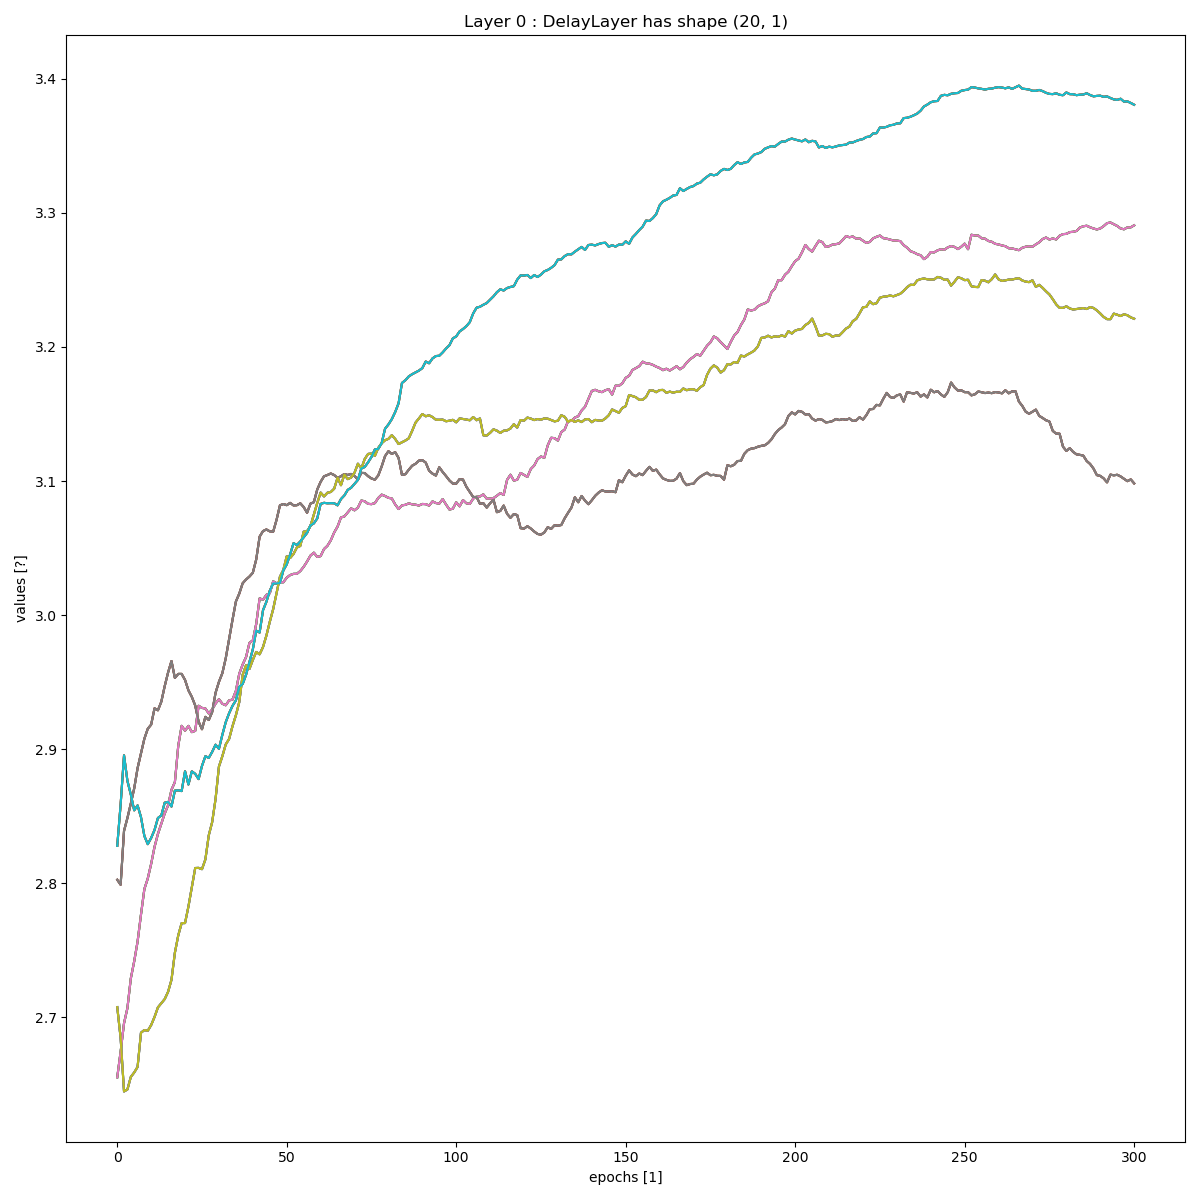 Layer 0 : DelayLayer has shape (20, 1)
3.4
3.3
3.2
3.1
3.0
2.9
2.8
2.7
values [?]
0 50 100 150 200 250 300
epochs [1]